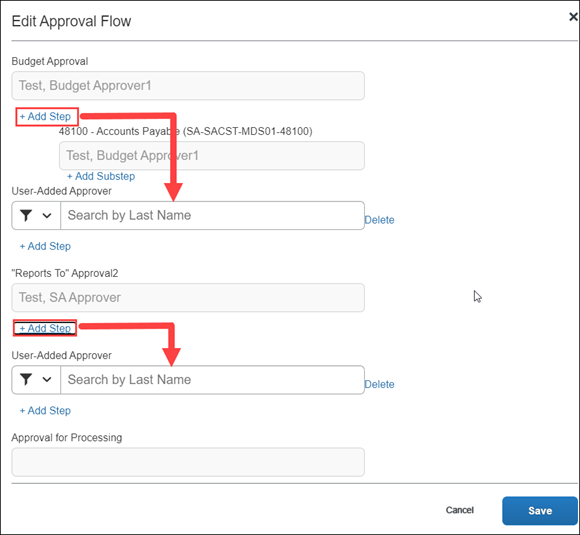 Edit Approval Flow
Budget Approval
Test, Budget Approver1
+ Add Step
48100 - Accounts Payable (SA-SACST-MDS01-48100)
Test, Budget Approver1
+ Add Substep
User-Added Approver
Search by Last Name
Delete
+ Add Step
"Reports To" Approval2
Test, SA Approver
+ Add Step
User-Added Approver
Search by Last Name
Delete
+ Add Step
Approval for Processing
Cancel
Save